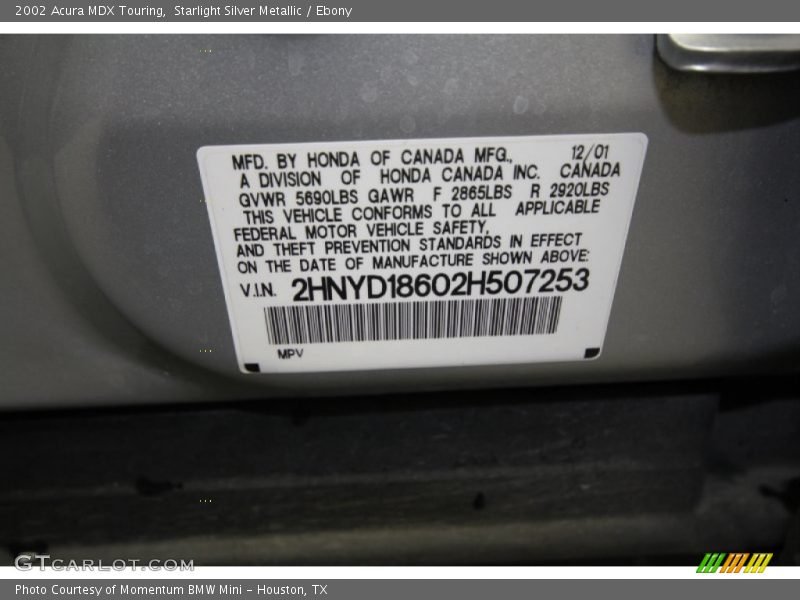 2002 Acura MDX Touring, Starlight Silver Metallic / Ebony
MFD. BY HONDA OF CANADA MFG., 12/01
A DIVISION OF HONDA CANADA INC. CANADA
GVWR 5690LBS GAWR F 2865LBS R 2920LBS
THIS VEHICLE CONFORMS TO ALL APPLICABLE
FEDERAL MOTOR VEHICLE SAFETY,
AND THEFT PREVENTION STANDARDS IN EFFECT
ON THE DATE OF MANUFACTURE SHOWN ABOVE:
V.I.N. 2HNYD18602H507253
MPV
GTCARLOT.COM
Photo Courtesy of Momentum BMW Mini - Houston, TX